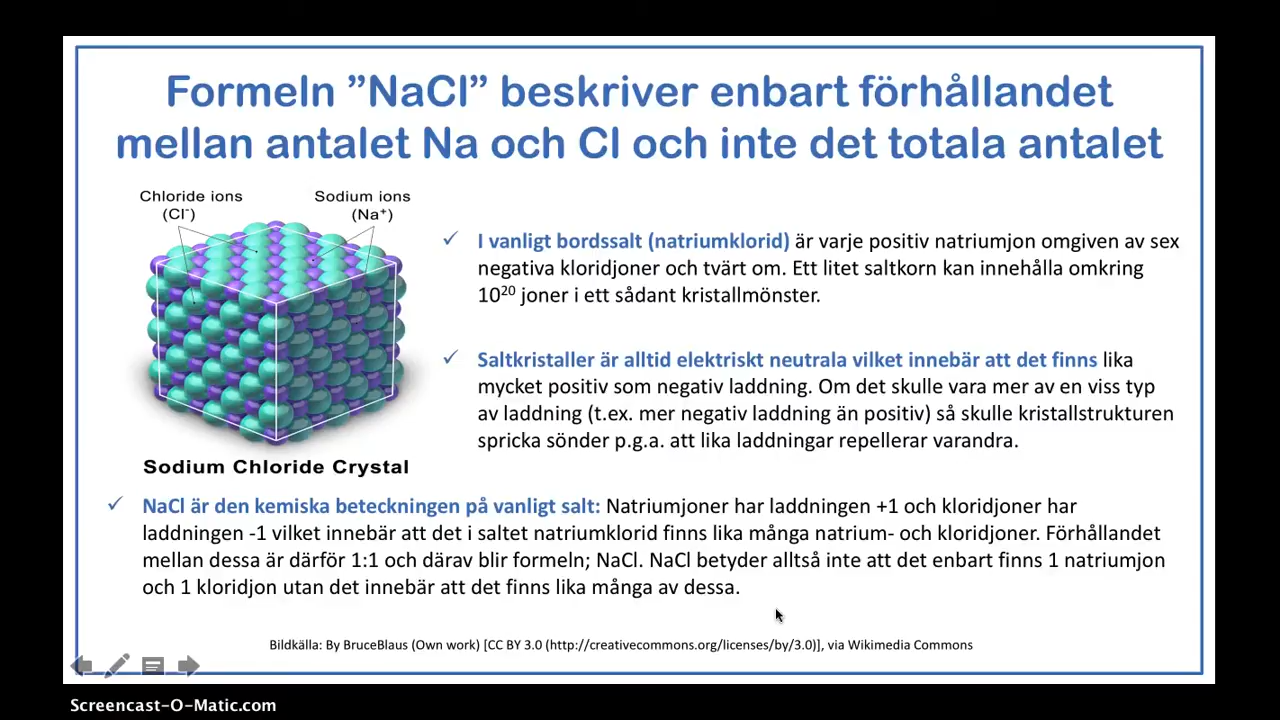 Formeln ”NaCl” beskriver enbart förhållandet
mellan antalet Na och Cl och inte det totala antalet
Chloride ions
(Cl⁻)
Sodium ions
(Na⁺)
Sodium Chloride Crystal
✓ I vanligt bordssalt (natriumklorid) är varje positiv natriumjon omgiven av sex
negativa kloridjoner och tvärt om. Ett litet saltkorn kan innehålla omkring
10²⁰ joner i ett sådant kristallmönster.
✓ Saltkristaller är alltid elektriskt neutrala vilket innebär att det finns lika
mycket positiv som negativ laddning. Om det skulle vara mer av en viss typ
av laddning (t.ex. mer negativ laddning än positiv) så skulle kristallstrukturen
spricka sönder p.g.a. att lika laddningar repellerar varandra.
✓ NaCl är den kemiska beteckningen på vanligt salt: Natriumjoner har laddningen +1 och kloridjoner har
laddningen -1 vilket innebär att det i saltet natriumklorid finns lika många natrium- och kloridjoner. Förhållandet
mellan dessa är därför 1:1 och därav blir formeln; NaCl. NaCl betyder alltså inte att det enbart finns 1 natriumjon
och 1 kloridjon utan det innebär att det finns lika många av dessa.
Bildkälla: By BruceBlaus (Own work) [CC BY 3.0 (http://creativecommons.org/licenses/by/3.0)], via Wikimedia Commons
Screencast-O-Matic.com